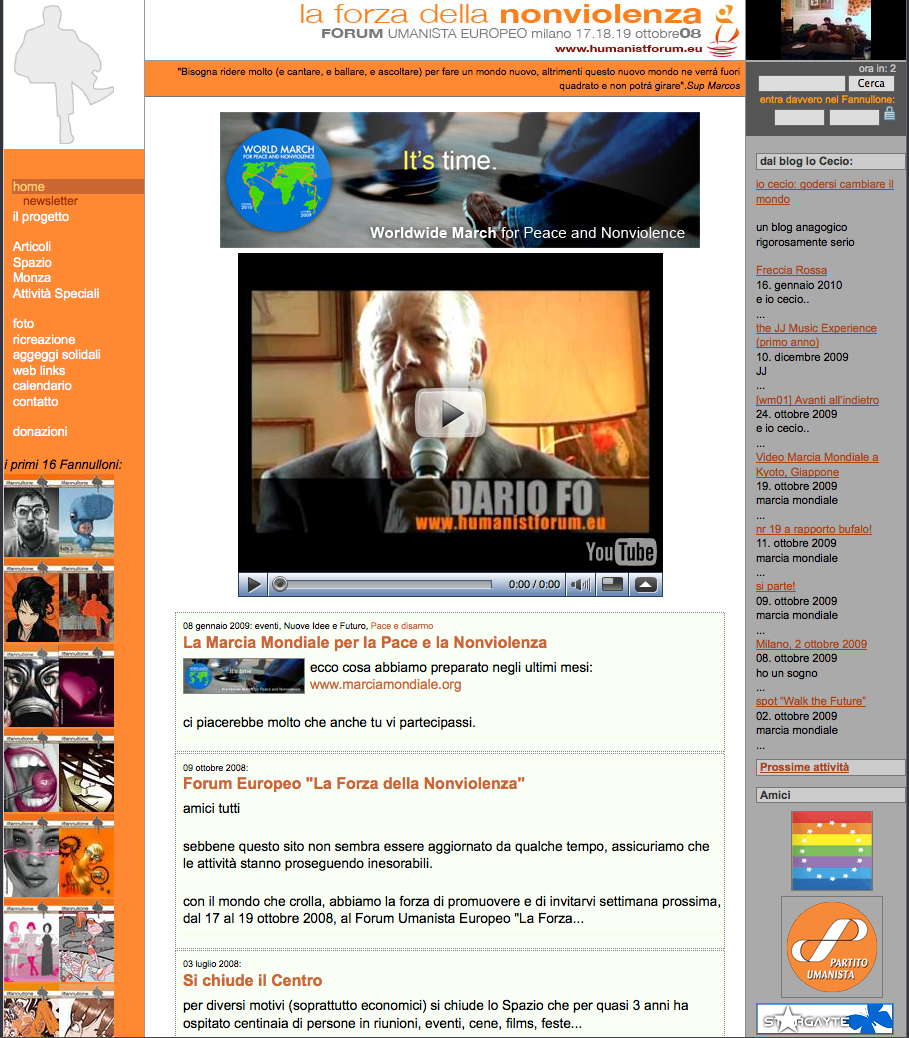 la forza della nonviolenza
FORUM UMANISTA EUROPEO milano 17.18.19 ottobre08
www.humanistforum.eu
"Bisogna ridere molto (e cantare, e ballare, e ascoltare) per fare un mondo nuovo, altrimenti questo nuovo mondo ne verrá fuori
quadrato e non potrá girare".Sup Marcos
ora in: 2
Cerca
entra davvero nel Fannullone:
home
newsletter
il progetto
Articoli
Spazio
Monza
Attività Speciali
foto
ricreazione
aggeggi solidali
web links
calendario
contatto
donazioni
i primi 16 Fannulloni:
WORLD MARCH
FOR PEACE AND NONVIOLENCE
It's time.
Worldwide March for Peace and Nonviolence
DARIO FO
www.humanistforum.eu
YouTube
0:00 / 0:00
08 gennaio 2009: eventi, Nuove Idee e Futuro, Pace e disarmo
La Marcia Mondiale per la Pace e la Nonviolenza
ecco cosa abbiamo preparato negli ultimi mesi:
www.marciamondiale.org
ci piacerebbe molto che anche tu vi partecipassi.
09 ottobre 2008:
Forum Europeo "La Forza della Nonviolenza"
amici tutti
sebbene questo sito non sembra essere aggiornato da qualche tempo, assicuriamo che
le attività stanno proseguendo inesorabili.
con il mondo che crolla, abbiamo la forza di promuovere e di invitarvi settimana prossima,
dal 17 al 19 ottobre 2008, al Forum Umanista Europeo "La Forza...
03 luglio 2008:
Si chiude il Centro
per diversi motivi (soprattutto economici) si chiude lo Spazio che per quasi 3 anni ha
ospitato centinaia di persone in riunioni, eventi, cene, films, feste...
dal blog Io Cecio:
io cecio: godersi cambiare il
mondo
un blog anagogico
rigorosamente serio
Freccia Rossa
16. gennaio 2010
e io cecio..
...
the JJ Music Experience
(primo anno)
10. dicembre 2009
JJ
...
[wm01] Avanti all'indietro
24. ottobre 2009
e io cecio..
...
Video Marcia Mondiale a
Kyoto, Giappone
19. ottobre 2009
marcia mondiale
...
nr 19 a rapporto bufalo!
11. ottobre 2009
marcia mondiale
...
si parte!
09. ottobre 2009
marcia mondiale
...
Milano, 2 ottobre 2009
08. ottobre 2009
ho un sogno
...
spot "Walk the Future"
02. ottobre 2009
marcia mondiale
...
Prossime attività
Amici
PARTITO
UMANISTA
STARGAYTE